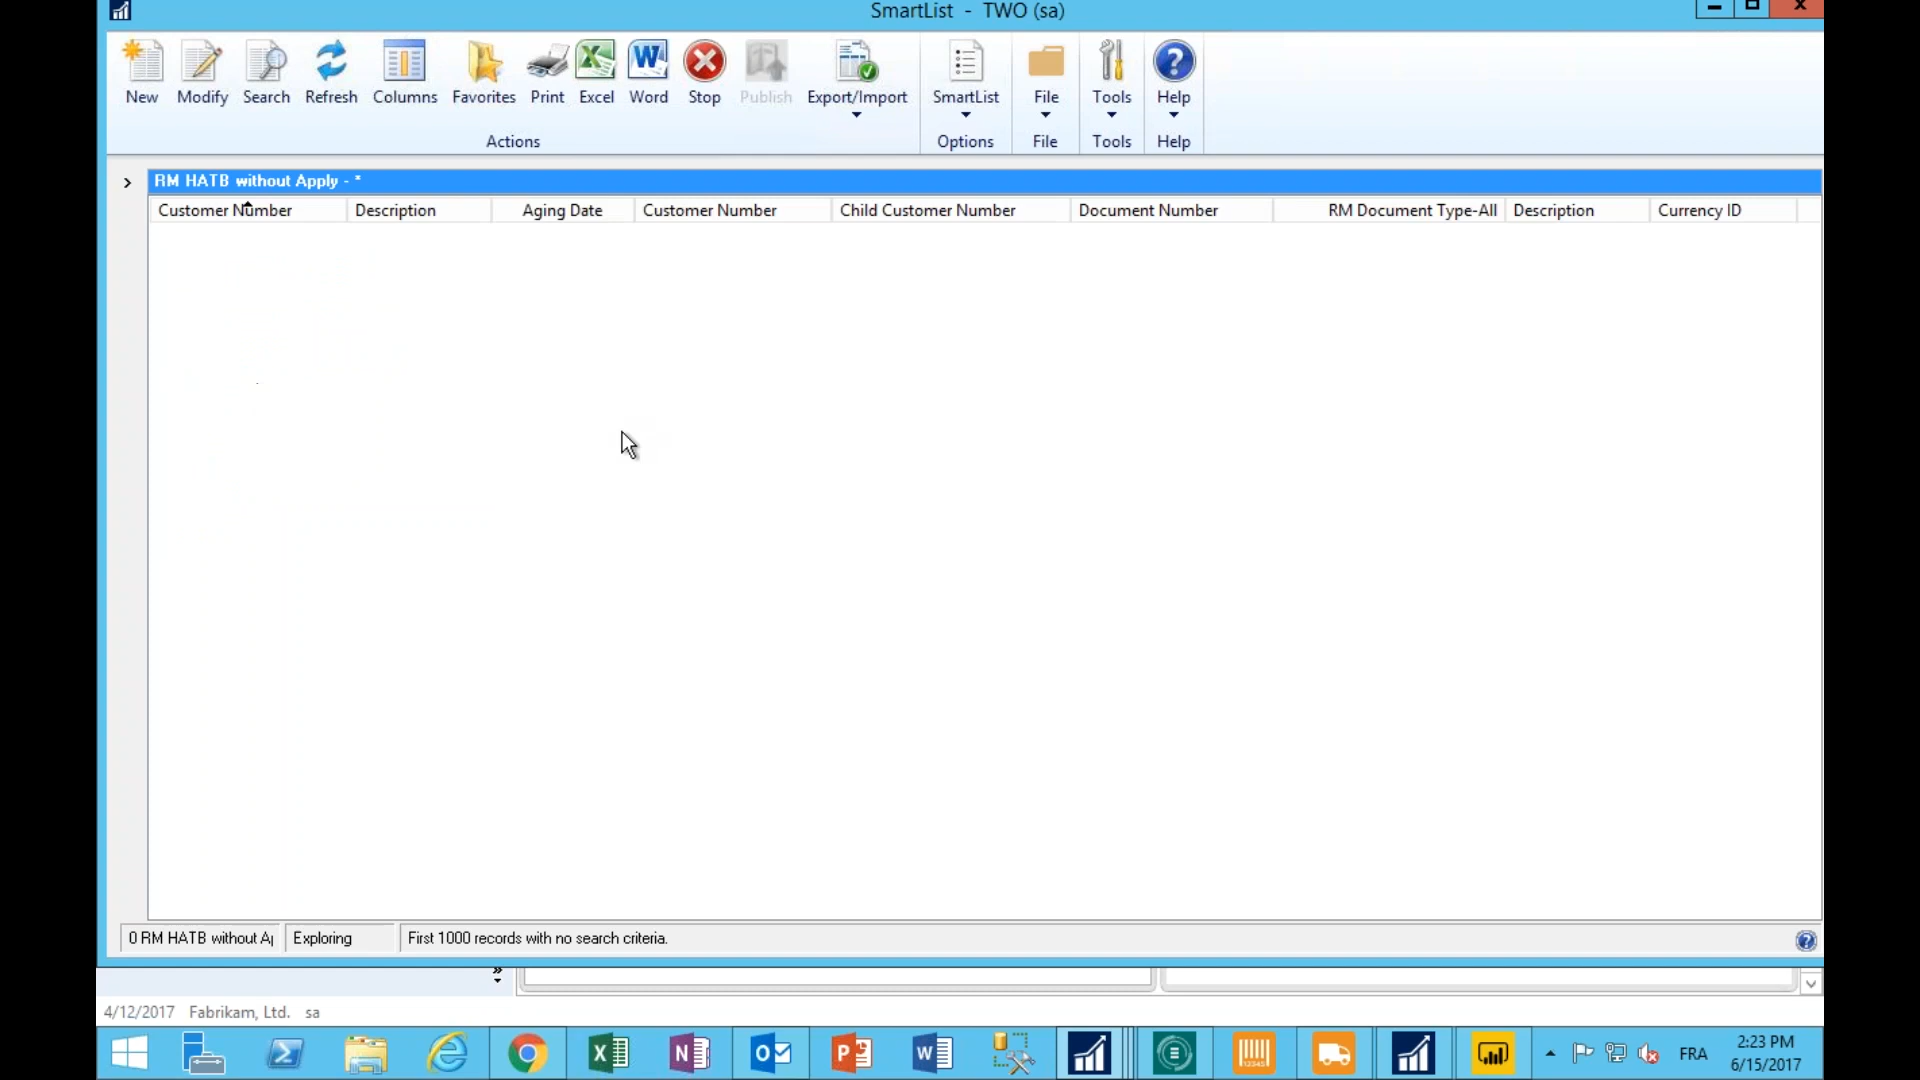 SmartList - TWO (sa)
New Modify Search Refresh Columns Favorites Print Excel Word Stop Publish Export/Import SmartList File Tools Help
Actions Options File Tools Help
RM HATB without Apply - *
Customer Number Description Aging Date Customer Number Child Customer Number Document Number RM Document Type-All Description Currency ID
0 RM HATB without Exploring First 1000 records with no search criteria.
4/12/2017 Fabrikam, Ltd. sa
FRA 2:23 PM
6/15/2017